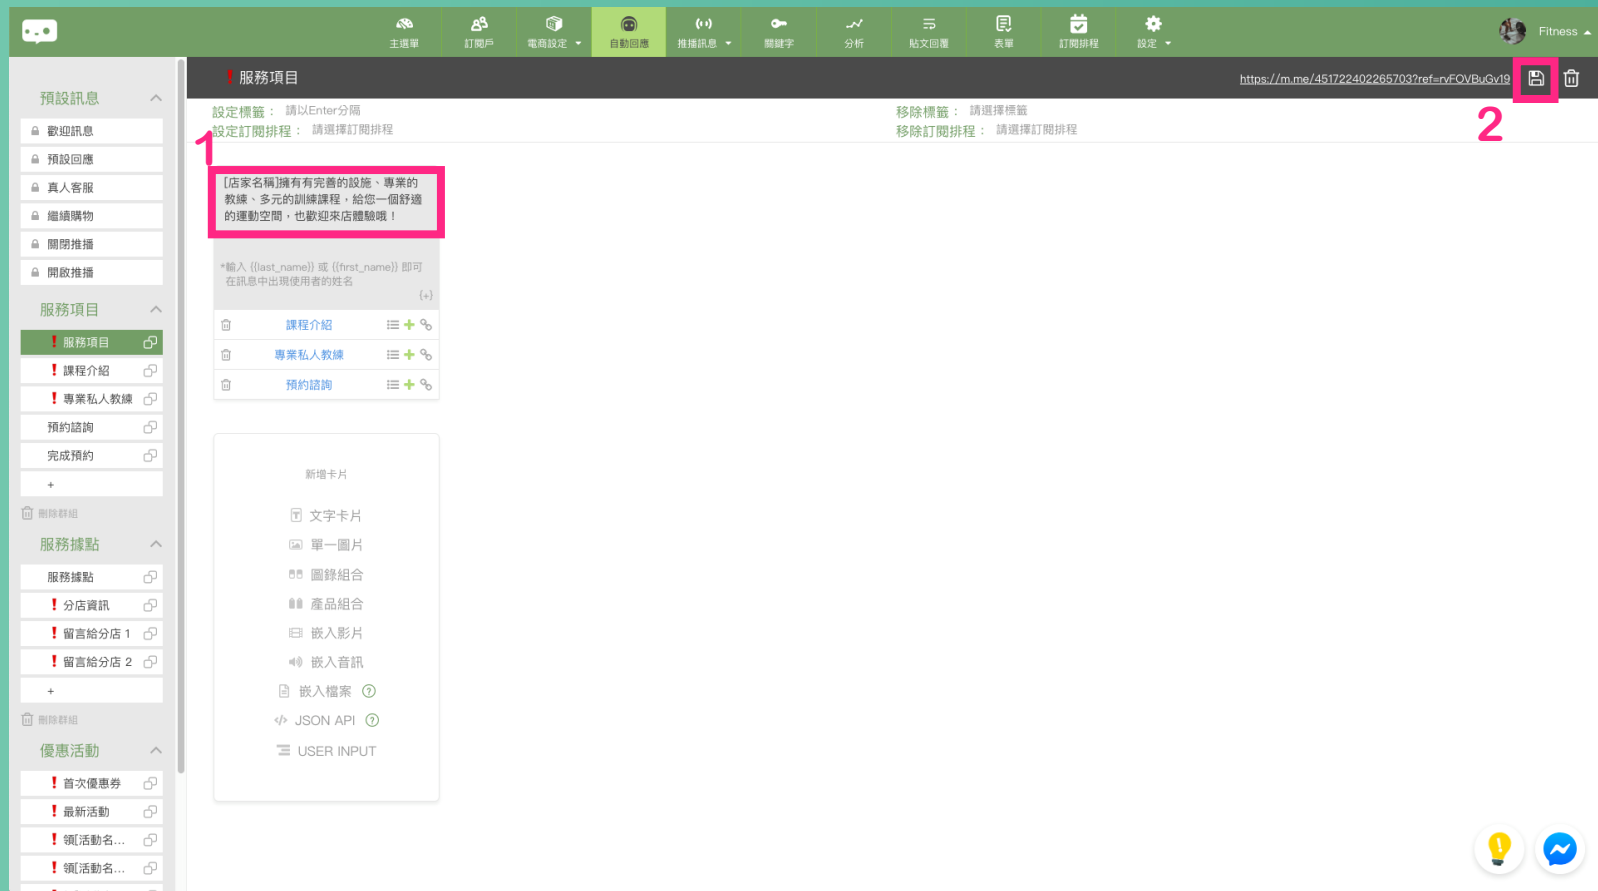 主選單
訂閱戶
電商設定
自動回應
推播訊息
關鍵字
分析
貼文回覆
表單
訂閱排程
設定
Fitness
服務項目
https://m.me/451722402265703?ref=rvFOVBuGv19
2
設定標籤： 請以Enter分隔
移除標籤： 請選擇標籤
設定訂閱排程： 請選擇訂閱排程
移除訂閱排程： 請選擇訂閱排程
1
[店家名稱]擁有有完善的設施、專業的
教練、多元的訓練課程，給您一個舒適
的運動空間，也歡迎來店體驗哦！
*輸入 {{last_name}} 或 {{first_name}} 即可
在訊息中出現使用者的姓名
{+}
課程介紹
專業私人教練
預約諮詢
新增卡片
文字卡片
單一圖片
圖錄組合
產品組合
嵌入影片
嵌入音訊
嵌入檔案 ?
JSON API ?
USER INPUT
預設訊息
歡迎訊息
預設回應
真人客服
繼續購物
關閉推播
開啟推播
服務項目
服務項目
課程介紹
專業私人教練
預約諮詢
完成預約
+
刪除群組
服務據點
服務據點
分店資訊
留言給分店 1
留言給分店 2
+
刪除群組
優惠活動
首次優惠券
最新活動
領[活動名...
領[活動名...